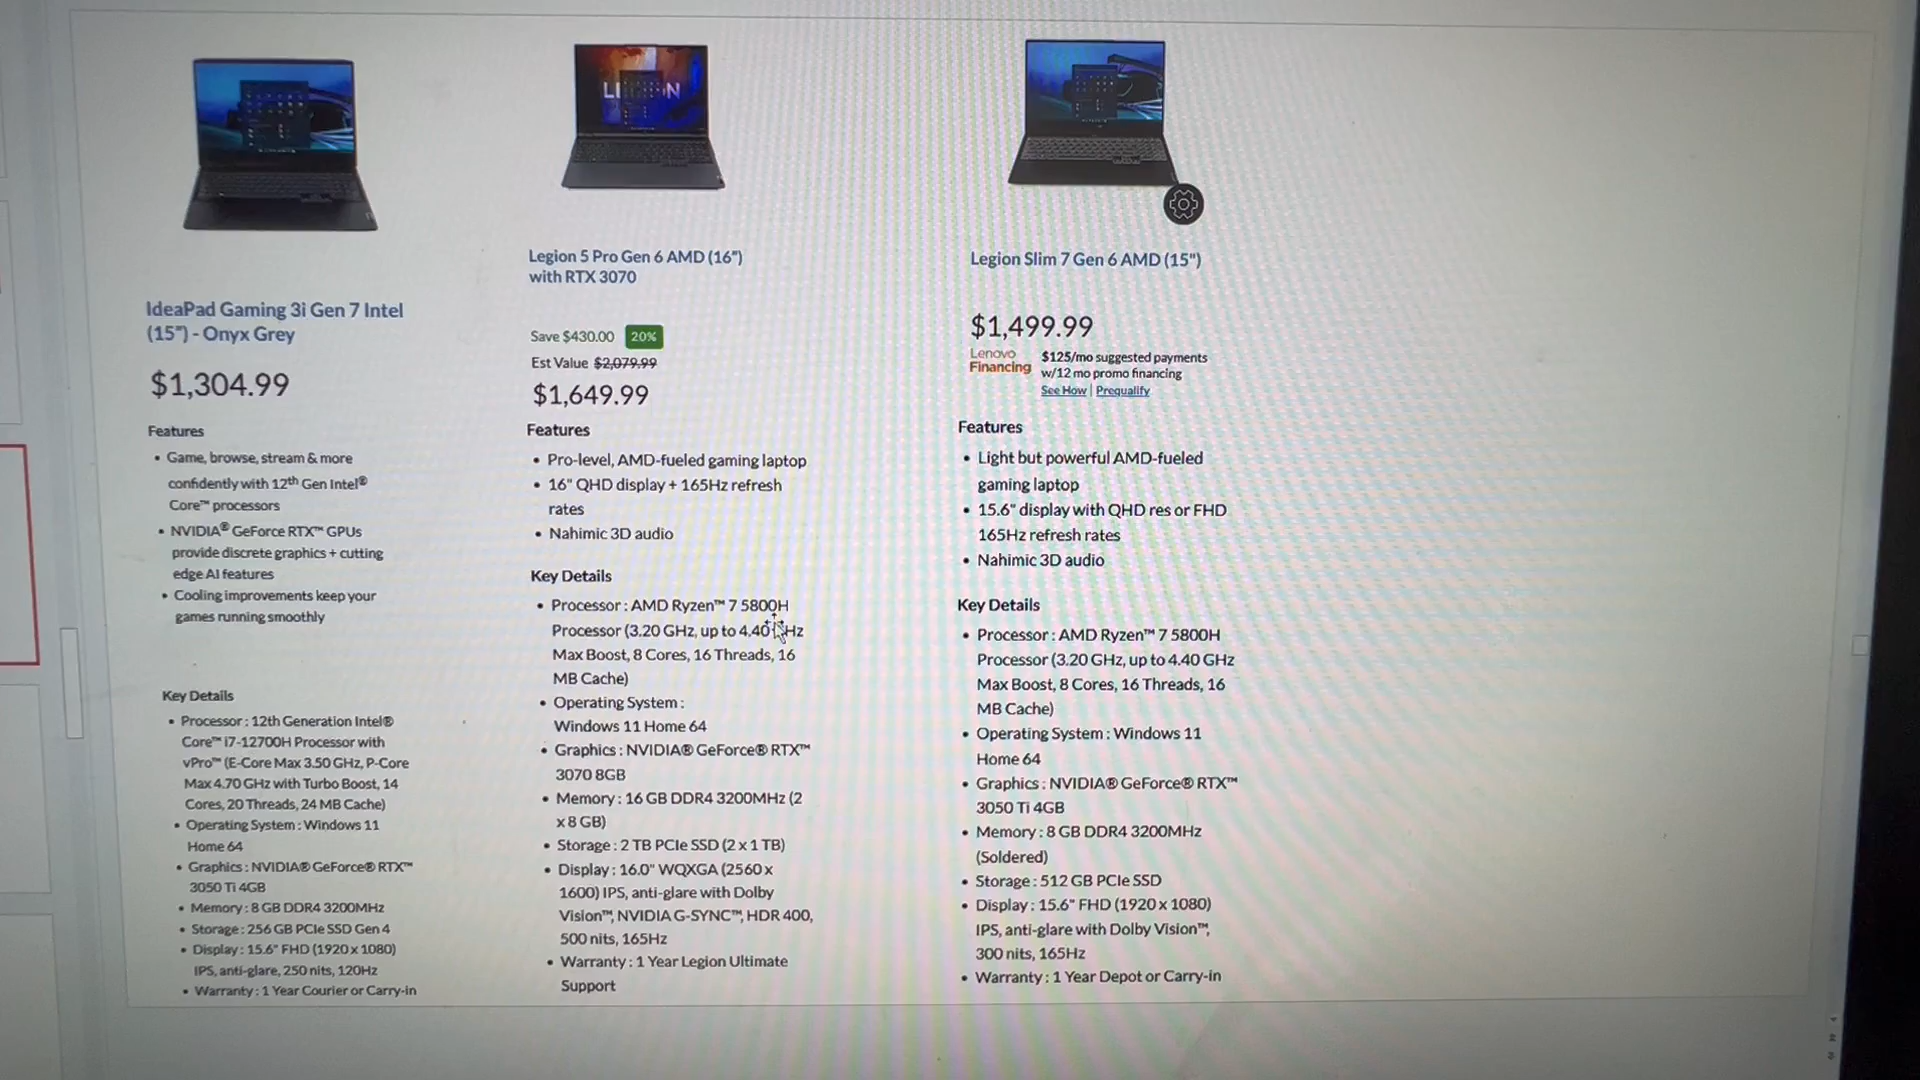 IdeaPad Gaming 3i Gen 7 Intel
(15") - Onyx Grey
$1,304.99
Features
• Game, browse, stream & more
confidently with 12th Gen Intel®
Core™ processors
• NVIDIA® GeForce RTX™ GPUs
provide discrete graphics + cutting
edge AI features
• Cooling improvements keep your
games running smoothly
Key Details
• Processor : 12th Generation Intel®
Core™ i7-12700H Processor with
vPro™ (E-Core Max 3.50 GHz, P-Core
Max 4.70 GHz with Turbo Boost, 14
Cores, 20 Threads, 24 MB Cache)
• Operating System : Windows 11
Home 64
• Graphics : NVIDIA® GeForce® RTX™
3050 Ti 4GB
• Memory : 8 GB DDR4 3200MHz
• Storage : 256 GB PCIe SSD Gen 4
• Display : 15.6" FHD (1920 x 1080)
IPS, anti-glare, 250 nits, 120Hz
• Warranty : 1 Year Courier or Carry-in
LEGION
Legion 5 Pro Gen 6 AMD (16")
with RTX 3070
Save $430.00 20%
Est Value $2,079.99
$1,649.99
Features
• Pro-level, AMD-fueled gaming laptop
• 16" QHD display + 165Hz refresh
rates
• Nahimic 3D audio
Key Details
• Processor : AMD Ryzen™ 7 5800H
Processor (3.20 GHz, up to 4.40 GHz
Max Boost, 8 Cores, 16 Threads, 16
MB Cache)
• Operating System :
Windows 11 Home 64
• Graphics : NVIDIA® GeForce® RTX™
3070 8GB
• Memory : 16 GB DDR4 3200MHz (2
x 8 GB)
• Storage : 2 TB PCIe SSD (2 x 1 TB)
• Display : 16.0" WQXGA (2560 x
1600) IPS, anti-glare with Dolby
Vision™, NVIDIA G-SYNC™, HDR 400,
500 nits, 165Hz
• Warranty : 1 Year Legion Ultimate
Support
Legion Slim 7 Gen 6 AMD (15")
$1,499.99
Lenovo
Financing
$125/mo suggested payments
w/12 mo promo financing
See How | Prequalify
Features
• Light but powerful AMD-fueled
gaming laptop
• 15.6" display with QHD res or FHD
165Hz refresh rates
• Nahimic 3D audio
Key Details
• Processor : AMD Ryzen™ 7 5800H
Processor (3.20 GHz, up to 4.40 GHz
Max Boost, 8 Cores, 16 Threads, 16
MB Cache)
• Operating System : Windows 11
Home 64
• Graphics : NVIDIA® GeForce® RTX™
3050 Ti 4GB
• Memory : 8 GB DDR4 3200MHz
(Soldered)
• Storage : 512 GB PCIe SSD
• Display : 15.6" FHD (1920 x 1080)
IPS, anti-glare with Dolby Vision™,
300 nits, 165Hz
• Warranty : 1 Year Depot or Carry-in